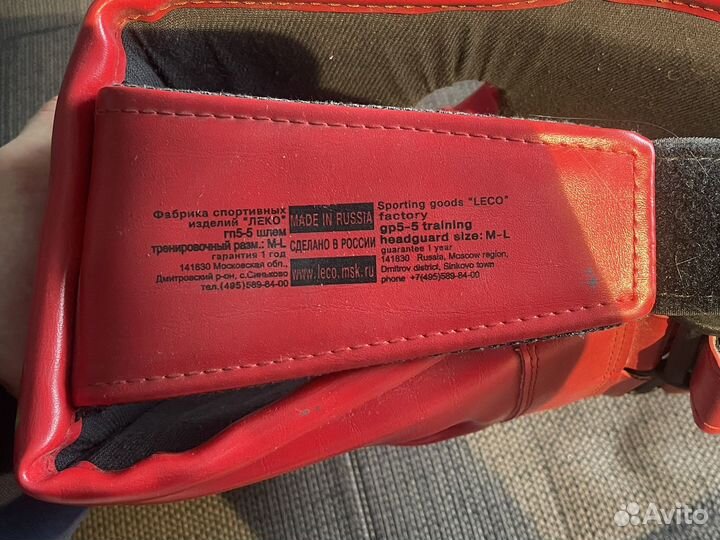 Фабрика спортивных
изделий "ЛЕКО"
гп5-5 шлем
тренировочный разм.: M-L
гарантия 1 год
141830 Московская обл.,
Дмитровский р-он, с.Синьково
тел.(495)589-84-00
MADE IN RUSSIA
СДЕЛАНО В РОССИИ
www.leco.msk.ru
Sporting goods "LECO"
factory
gp5-5 training
headguard size: M-L
guarantee 1 year
141830 Russia, Moscow region,
Dmitrov district, Sinkovo town
phone +7(495)589-84-00
Avito